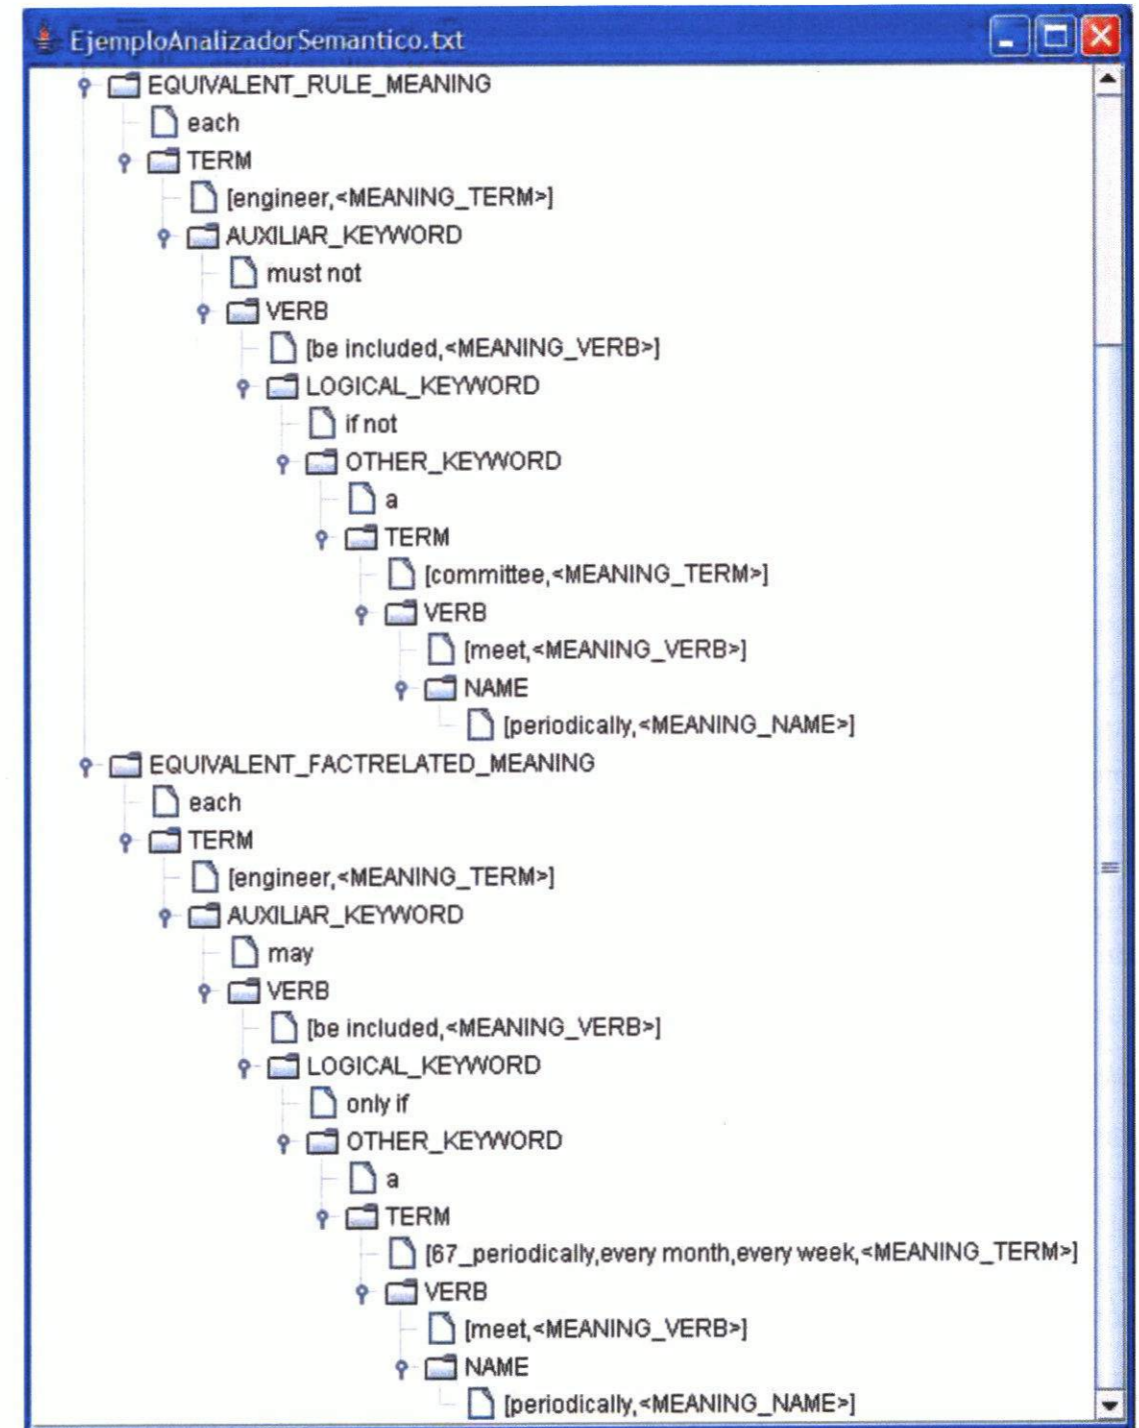 EjemploAnalizadorSemantico.txt
EQUIVALENT_RULE_MEANING
each
TERM
[engineer,<MEANING_TERM>]
AUXILIAR_KEYWORD
must not
VERB
[be included,<MEANING_VERB>]
LOGICAL_KEYWORD
if not
OTHER_KEYWORD
a
TERM
[committee,<MEANING_TERM>]
VERB
[meet,<MEANING_VERB>]
NAME
[periodically,<MEANING_NAME>]
EQUIVALENT_FACTRELATED_MEANING
each
TERM
[engineer,<MEANING_TERM>]
AUXILIAR_KEYWORD
may
VERB
[be included,<MEANING_VERB>]
LOGICAL_KEYWORD
only if
OTHER_KEYWORD
a
TERM
[67_periodically,every month,every week,<MEANING_TERM>]
VERB
[meet,<MEANING_VERB>]
NAME
[periodically,<MEANING_NAME>]